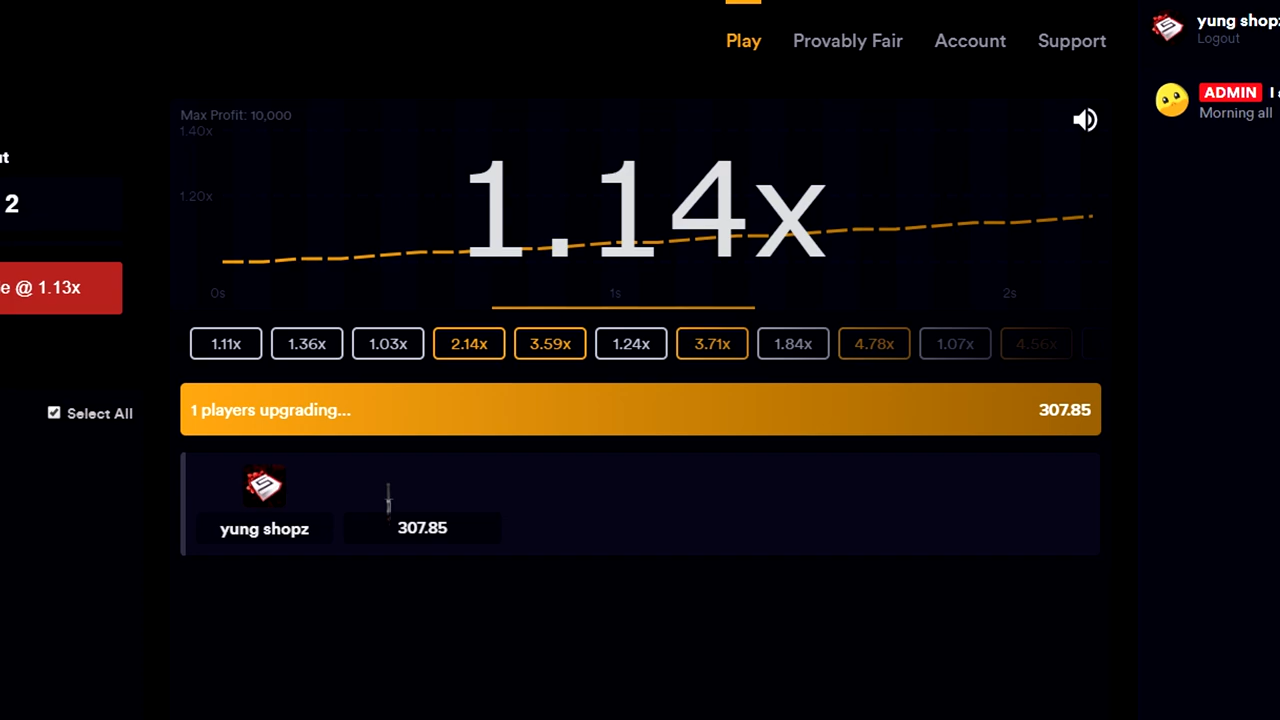 Play Provably Fair Account Support
yung shopz
Logout
ADMIN
Morning all
Max Profit: 10,000
1.40x
1.20x
1.14x
2
e @ 1.13x
0s 1s 2s
1.11x 1.36x 1.03x 2.14x 3.59x 1.24x 3.71x 1.84x 4.78x 1.07x 4.56x
1 players upgrading... 307.85
Select All
yung shopz 307.85